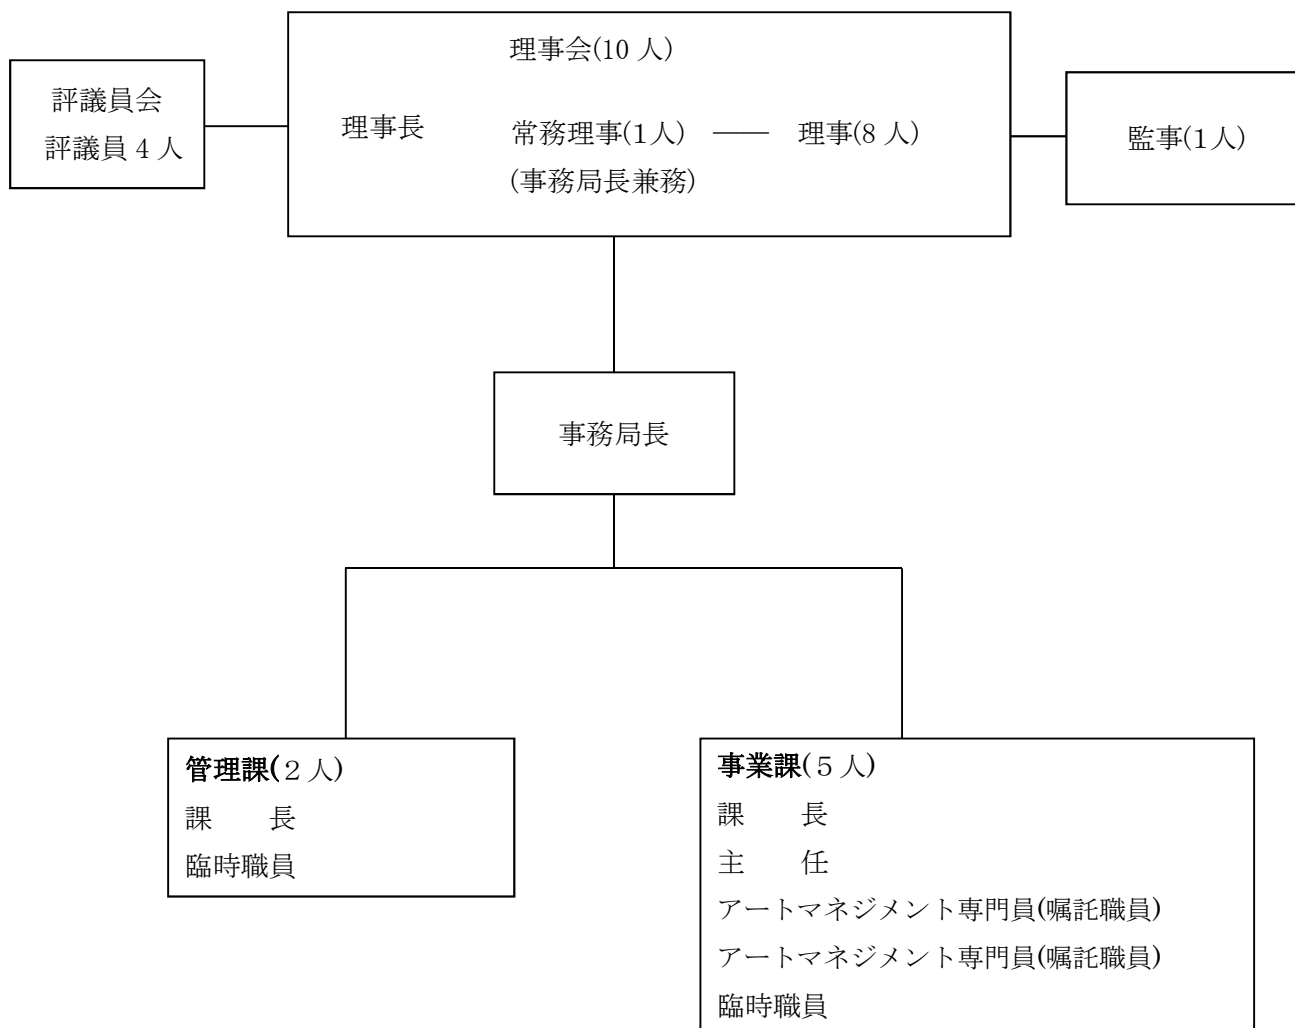 理事会(10 人)
評議員会
評議員 4 人
理事長 常務理事(1人) ── 理事(8 人)
(事務局長兼務)
監事(1人)
事務局長
管理課(２人)
課　　長
臨時職員
事業課(５人)
課　　長
主　　任
アートマネジメント専門員(嘱託職員)
アートマネジメント専門員(嘱託職員)
臨時職員